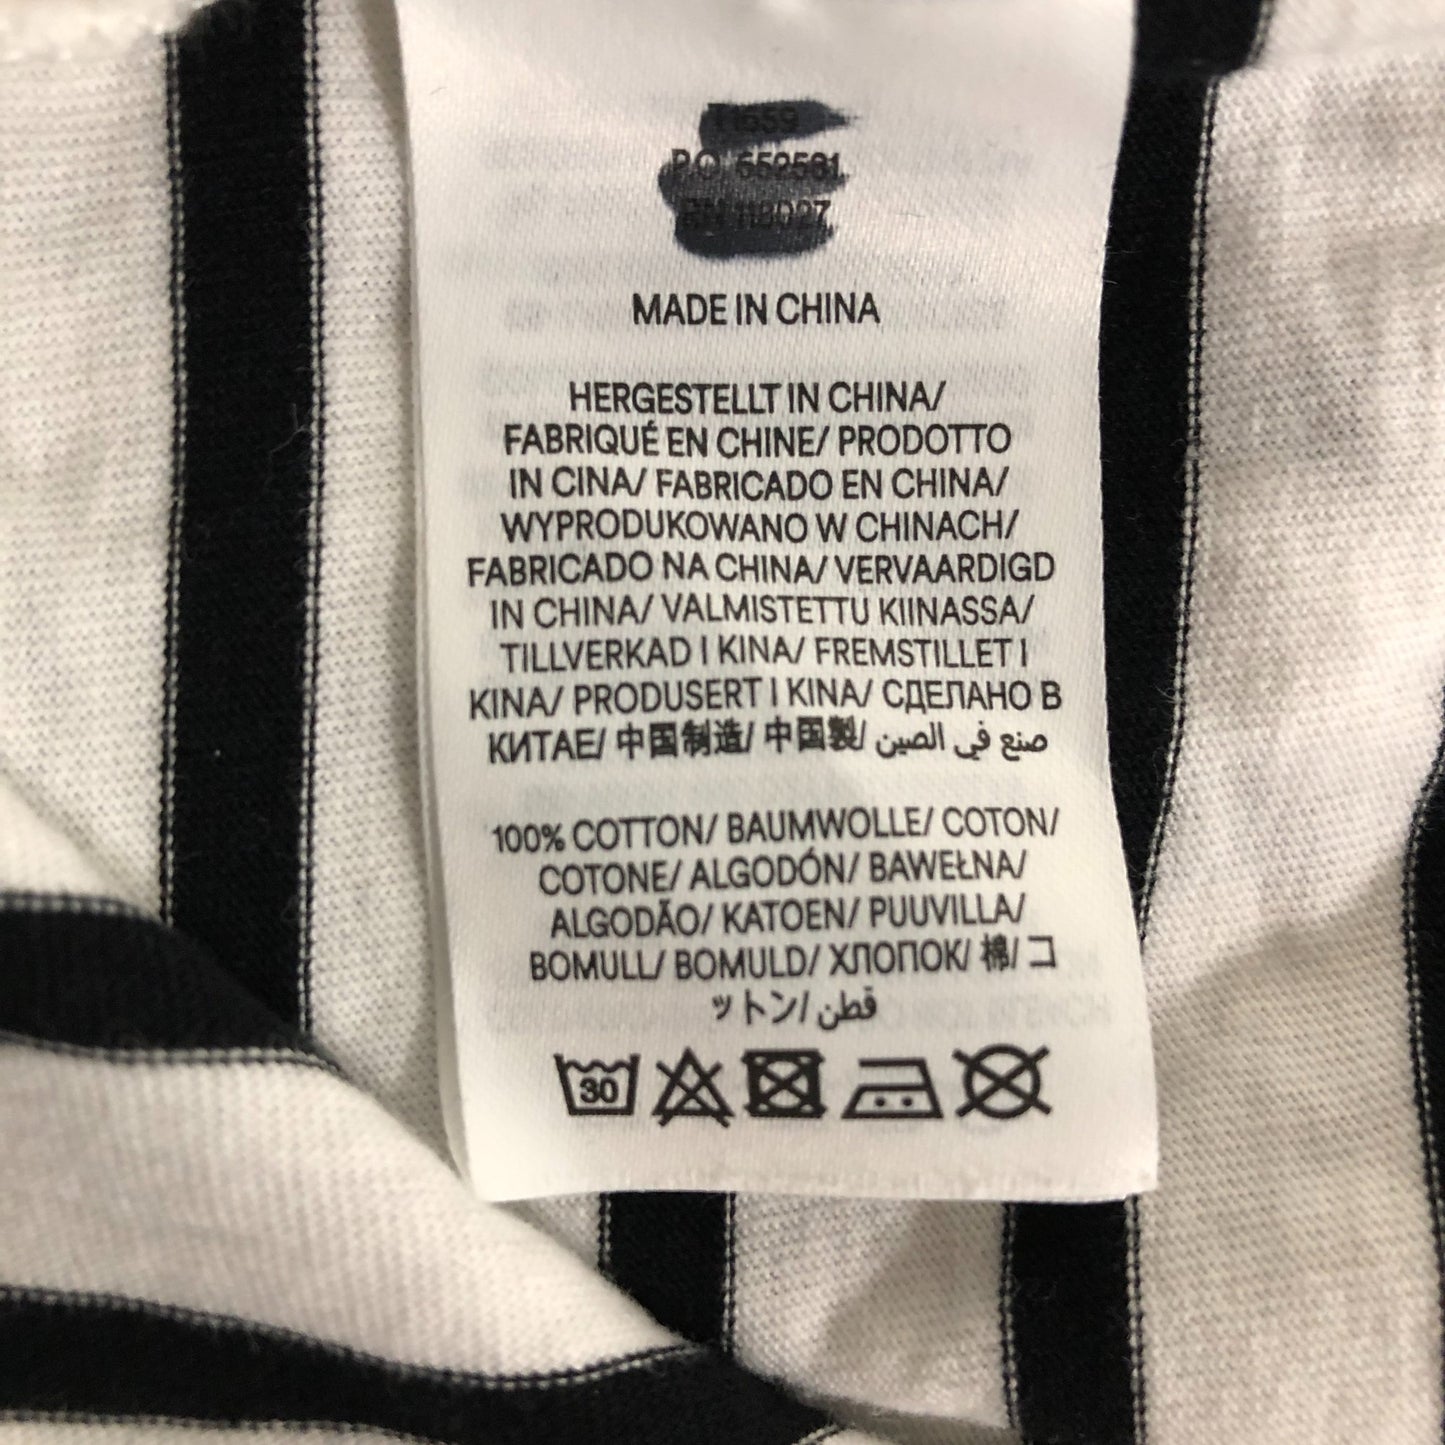 11659
P.O. 552581
MADE IN CHINA
HERGESTELLT IN CHINA/
FABRIQUÉ EN CHINE/ PRODOTTO
IN CINA/ FABRICADO EN CHINA/
WYPRODUKOWANO W CHINACH/
FABRICADO NA CHINA/ VERVAARDIGD
IN CHINA/ VALMISTETTU KIINASSA/
TILLVERKAD I KINA/ FREMSTILLET I
KINA/ PRODUSERT I KINA/ СДЕЛАНО В
КИТАЕ/ 中国制造/ 中国製/ صنع في الصين
100% COTTON/ BAUMWOLLE/ COTON/
COTONE/ ALGODÓN/ BAWEŁNA/
ALGODÃO/ KATOEN/ PUUVILLA/
BOMULL/ BOMULD/ ХЛОПОК/ 棉/ コ
ットン/ قطن
30